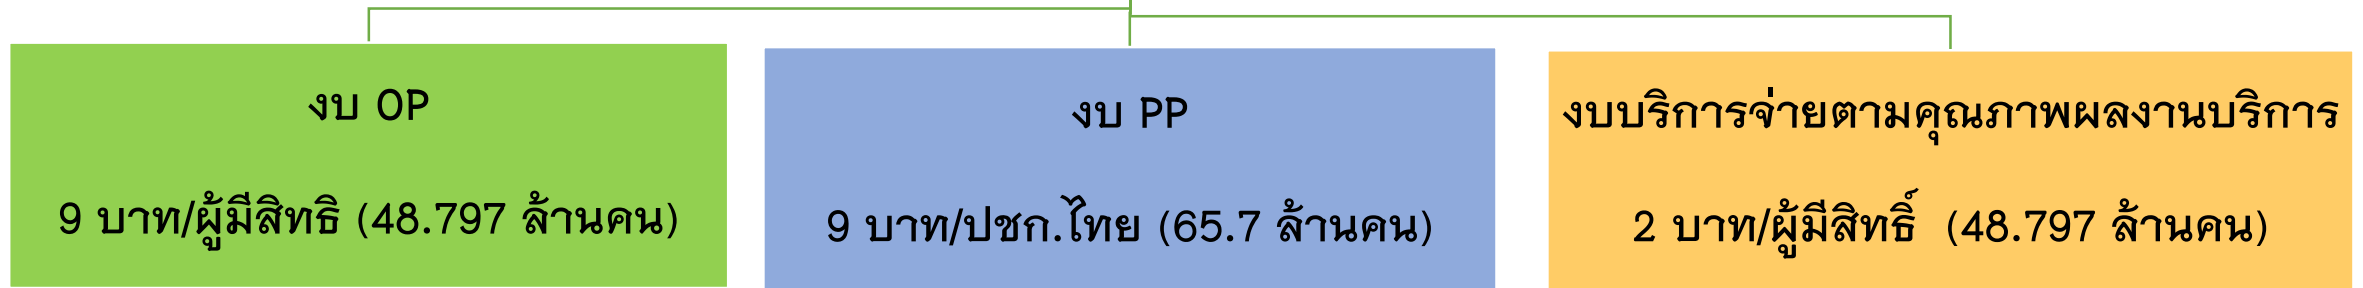 งบ OP
9 บาท/ผู้มีสิทธิ (48.797 ล้านคน)
งบ PP
9 บาท/ปชก.ไทย (65.7 ล้านคน)
งบบริการจ่ายตามคุณภาพผลงานบริการ
2 บาท/ผู้มีสิทธิ์ (48.797 ล้านคน)